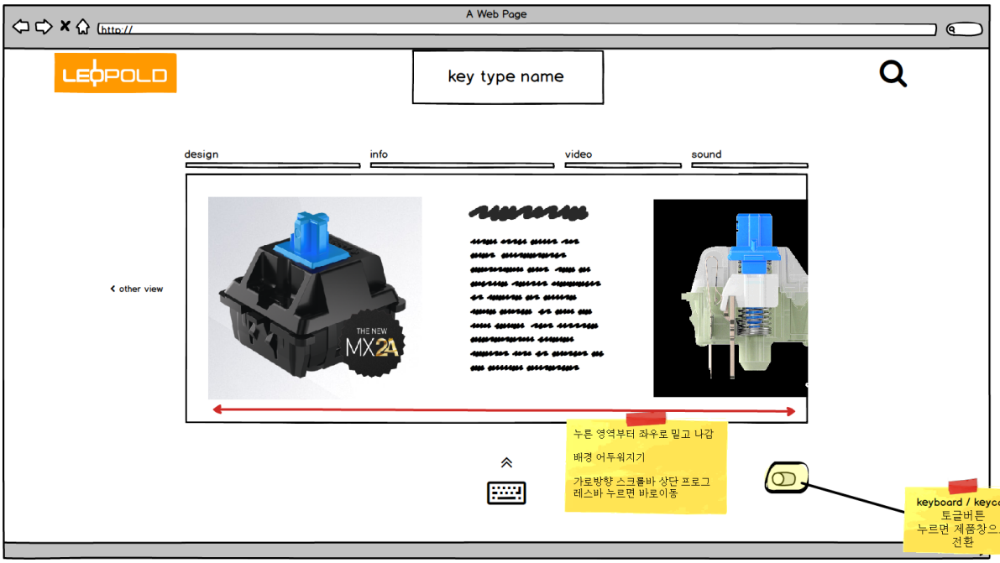 A Web Page
http://
LEOPOLD
key type name
design
info
video
sound
other view
THE NEW
MX2A
누른 영역부터 좌우로 밀고 나감
배경 어두워지기
가로방향 스크롤바 상단 프로그
레스바 누르면 바로이동
keyboard / keyca
토글버튼
누르면 제품창으
전환